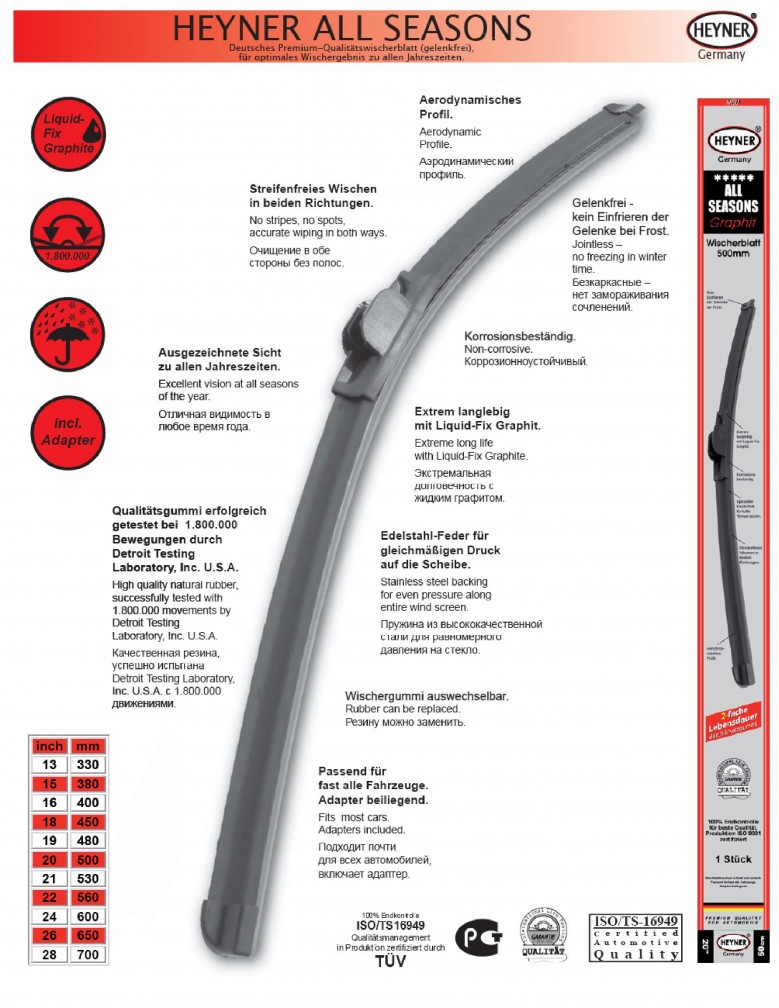 HEYNER ALL SEASONS
Deutsches Premium-Qualitätswischerblatt (gelenkfrei),
für optimales Wischergebnis zu allen Jahreszeiten.
HEYNER®
Germany
Liquid-
Fix
Graphite
1.800.000
incl.
Adapter
Aerodynamisches
Profil.
Aerodynamic
Profile.
Аэродинамический
профиль.
Streifenfreies Wischen
in beiden Richtungen.
No stripes, no spots,
accurate wiping in both ways.
Очищение в обе
стороны без полос.
Gelenkfrei -
kein Einfrieren der
Gelenke bei Frost.
Jointless –
no freezing in winter
time.
Безкаркасные –
нет замораживания
сочленений.
Korrosionsbeständig.
Non-corrosive.
Коррозионноустойчивый.
Ausgezeichnete Sicht
zu allen Jahreszeiten.
Excellent vision at all seasons
of the year.
Отличная видимость в
любое время года.
Extrem langlebig
mit Liquid-Fix Graphit.
Extreme long life
with Liquid-Fix Graphite.
Экстремальная
долговечность с
жидким графитом.
Qualitätsgummi erfolgreich
getestet bei 1.800.000
Bewegungen durch
Detroit Testing
Laboratory, Inc. U.S.A.
High quality natural rubber,
successfully tested with
1.800.000 movements by
Detroit Testing
Laboratory, Inc. U.S.A.
Качественная резина,
успешно испытана
Detroit Testing Laboratory,
Inc. U.S.A. с 1.800.000
движениями.
Edelstahl-Feder für
gleichmäßigen Druck
auf die Scheibe.
Stainless steel backing
for even pressure along
entire wind screen.
Пружина из высококачественной
стали для равномерного
давления на стекло.
Wischergummi auswechselbar.
Rubber can be replaced.
Резину можно заменить.
Passend für
fast alle Fahrzeuge.
Adapter beiliegend.
Fits most cars.
Adapters included.
Подходит почти
для всех автомобилей,
включает адаптер.
inch mm
13 330
15 380
16 400
18 450
19 480
20 500
21 530
22 560
24 600
26 650
28 700
100% Endkontrolle
ISO/TS16949
Qualitätsmanagement
in Produktion zertifiziert durch
TÜV
GARANTIE
QUALITÄT
ISO/TS-16949
Certified
Automotive
Quality
HEYNER®
Germany
*****
ALL
SEASONS
Graphit
Wischerblatt
500mm
2-fache
Lebensdauer
QUALITÄT
100% Endkontrolle
für beste Qualität,
Produktion ISO 9001
zertifiziert
1 Stück
PREMIUM QUALITÄT
FÜR AUTOMOBILE
20"
HEYNER®
Germany
50cm